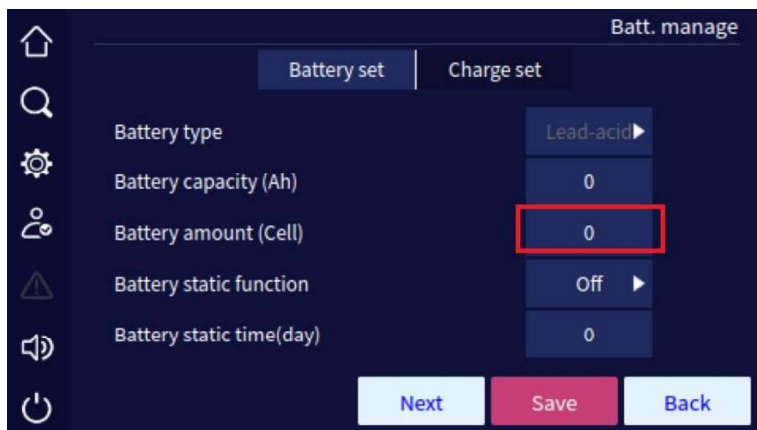 Batt. manage
Battery set Charge set
Battery type Lead-acid
Battery capacity (Ah) 0
Battery amount (Cell) 0
Battery static function Off
Battery static time(day) 0
Next Save Back